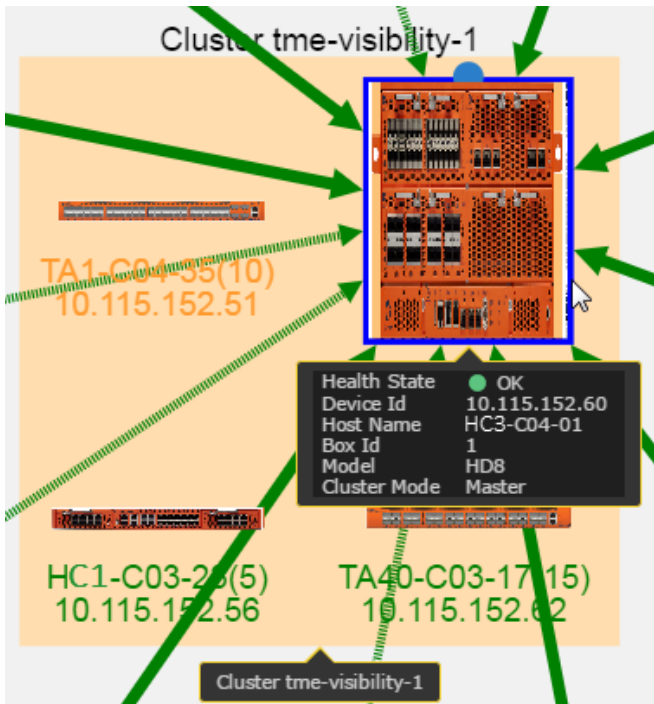 Cluster tme-visibility-1
TA1-C04-35(10)
10.115.152.51
Health State OK
Device Id 10.115.152.60
Host Name HC3-C04-01
Box Id 1
Model HD8
Cluster Mode Master
HC1-C03-28(5)
10.115.152.56
TA40-C03-17(15)
10.115.152.62
Cluster tme-visibility-1